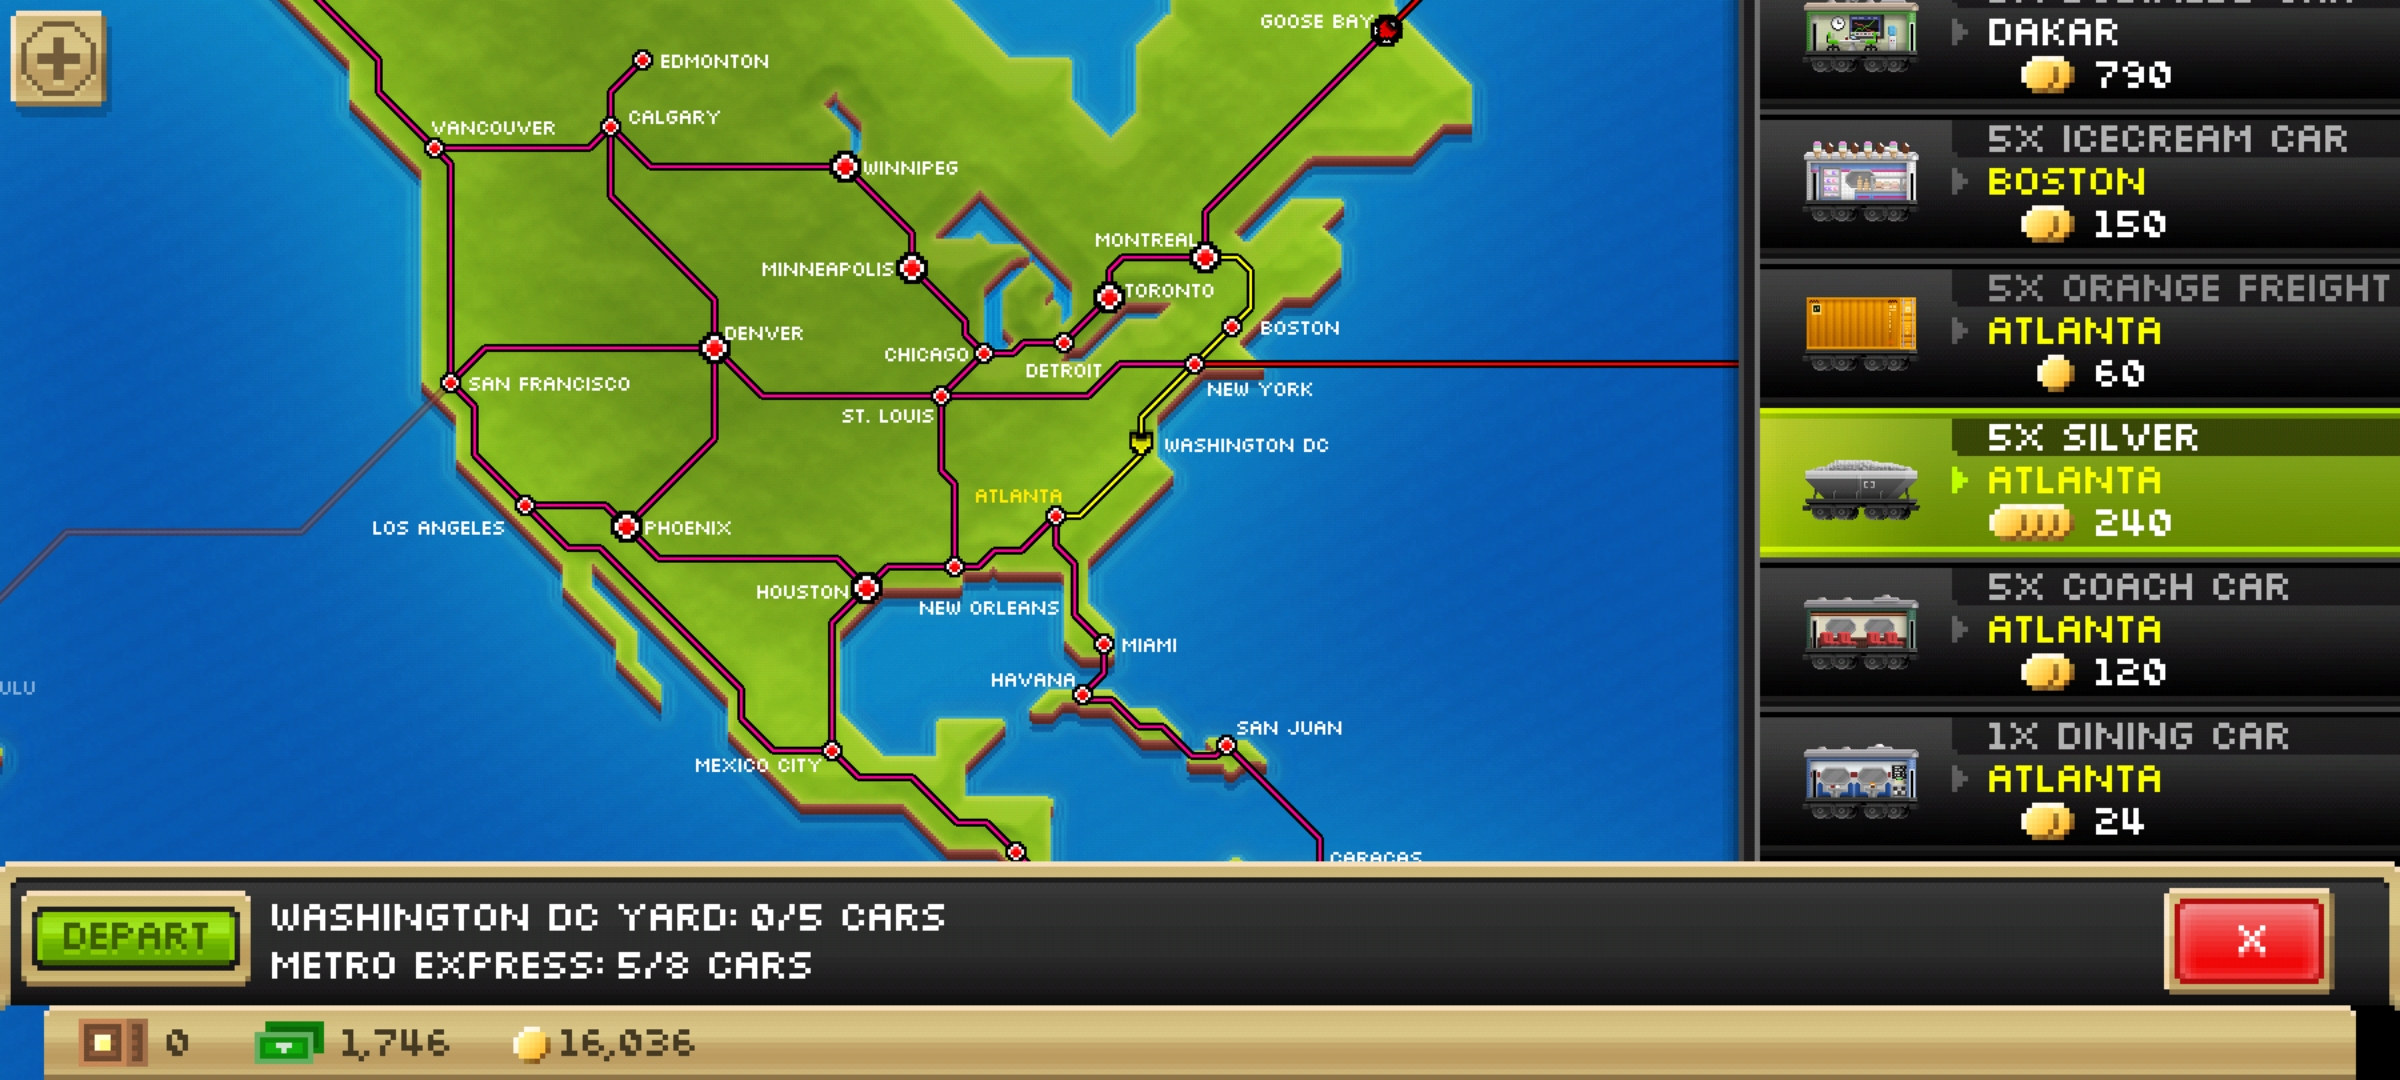 GOOSE BAY
EDMONTON
CALGARY
VANCOUVER
WINNIPEG
MONTREAL
MINNEAPOLIS
TORONTO
BOSTON
DENVER
CHICAGO
DETROIT
SAN FRANCISCO
NEW YORK
ST. LOUIS
WASHINGTON DC
ATLANTA
LOS ANGELES
PHOENIX
HOUSTON
NEW ORLEANS
MIAMI
HAVANA
ULU
SAN JUAN
MEXICO CITY
CARACAS
DAKAR
790
5X ICECREAM CAR
BOSTON
150
5X ORANGE FREIGHT
ATLANTA
60
5X SILVER
ATLANTA
240
5X COACH CAR
ATLANTA
120
1X DINING CAR
ATLANTA
24
DEPART
WASHINGTON DC YARD: 0/5 CARS
METRO EXPRESS: 5/8 CARS
X
0
1,746
16,036